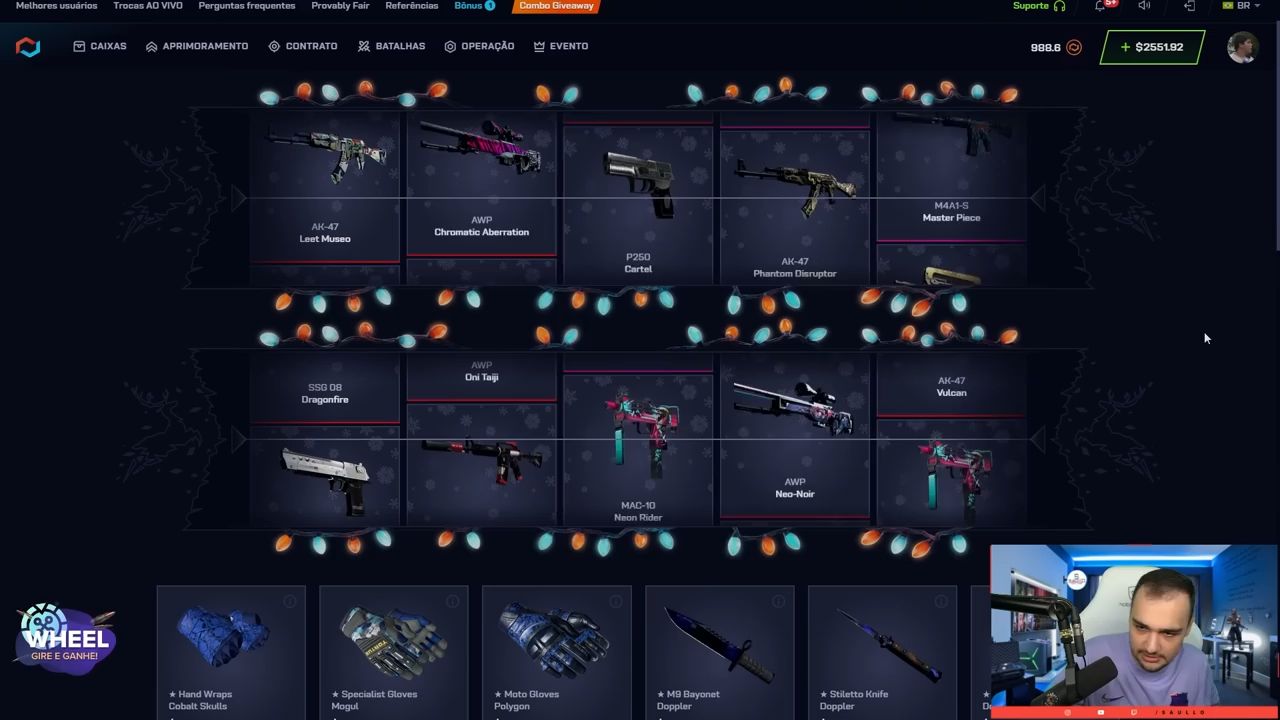 Melhores usuários Trocas AO VIVO Perguntas frequentes Provably Fair Referências Bônus 1 Combo Giveaway Suporte 5+ BR
CAIXAS APRIMORAMENTO CONTRATO BATALHAS OPERAÇÃO EVENTO 988.6 + $2551.92
AK-47
Leet Museo
AWP
Chromatic Aberration
P250
Cartel
AK-47
Phantom Disruptor
M4A1-S
Master Piece
SSG 08
Dragonfire
AWP
Oni Taiji
MAC-10
Neon Rider
AWP
Neo-Noir
AK-47
Vulcan
WHEEL
GIRE E GANHE!
★ Hand Wraps
Cobalt Skulls
★ Specialist Gloves
Mogul
★ Moto Gloves
Polygon
★ M9 Bayonet
Doppler
★ Stiletto Knife
Doppler
/SAULLO